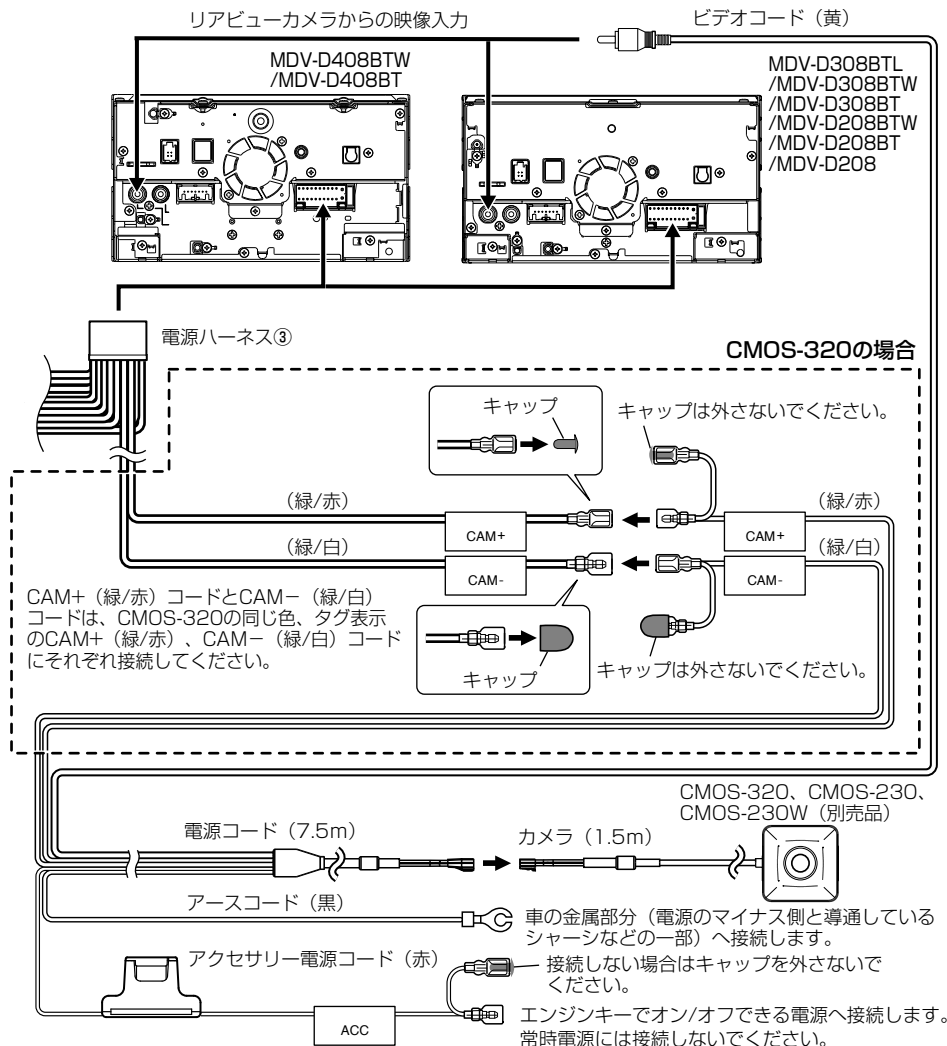 リアビューカメラからの映像入力
ビデオコード（黄）
MDV-D408BTW
/MDV-D408BT
MDV-D308BTL
/MDV-D308BTW
/MDV-D308BT
/MDV-D208BTW
/MDV-D208BT
/MDV-D208
電源ハーネス③
CMOS-320の場合
キャップ
キャップは外さないでください。
（緑/赤）
CAM+
CAM+
（緑/赤）
（緑/白）
CAM-
CAM-
（緑/白）
CAM+（緑/赤）コードとCAM−（緑/白）
コードは、CMOS-320の同じ色、タグ表示
のCAM+（緑/赤）、CAM−（緑/白）コード
にそれぞれ接続してください。
キャップ
キャップは外さないでください。
CMOS-320、CMOS-230、
CMOS-230W（別売品）
電源コード（7.5m）
カメラ（1.5m）
アースコード（黒）
車の金属部分（電源のマイナス側と導通している
シャーシなどの一部）へ接続します。
アクセサリー電源コード（赤）
接続しない場合はキャップを外さないで
ください。
ACC
エンジンキーでオン/オフできる電源へ接続します。
常時電源には接続しないでください。